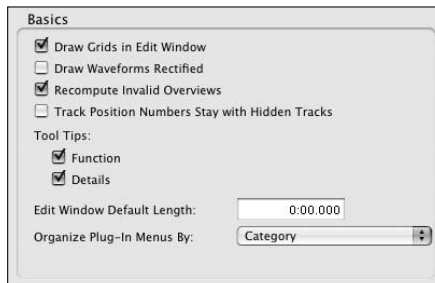 Basics
Draw Grids in Edit Window
Draw Waveforms Rectified
Recompute Invalid Overviews
Track Position Numbers Stay with Hidden Tracks
Tool Tips:
Function
Details
Edit Window Default Length: 0:00.000
Organize Plug-In Menus By: Category